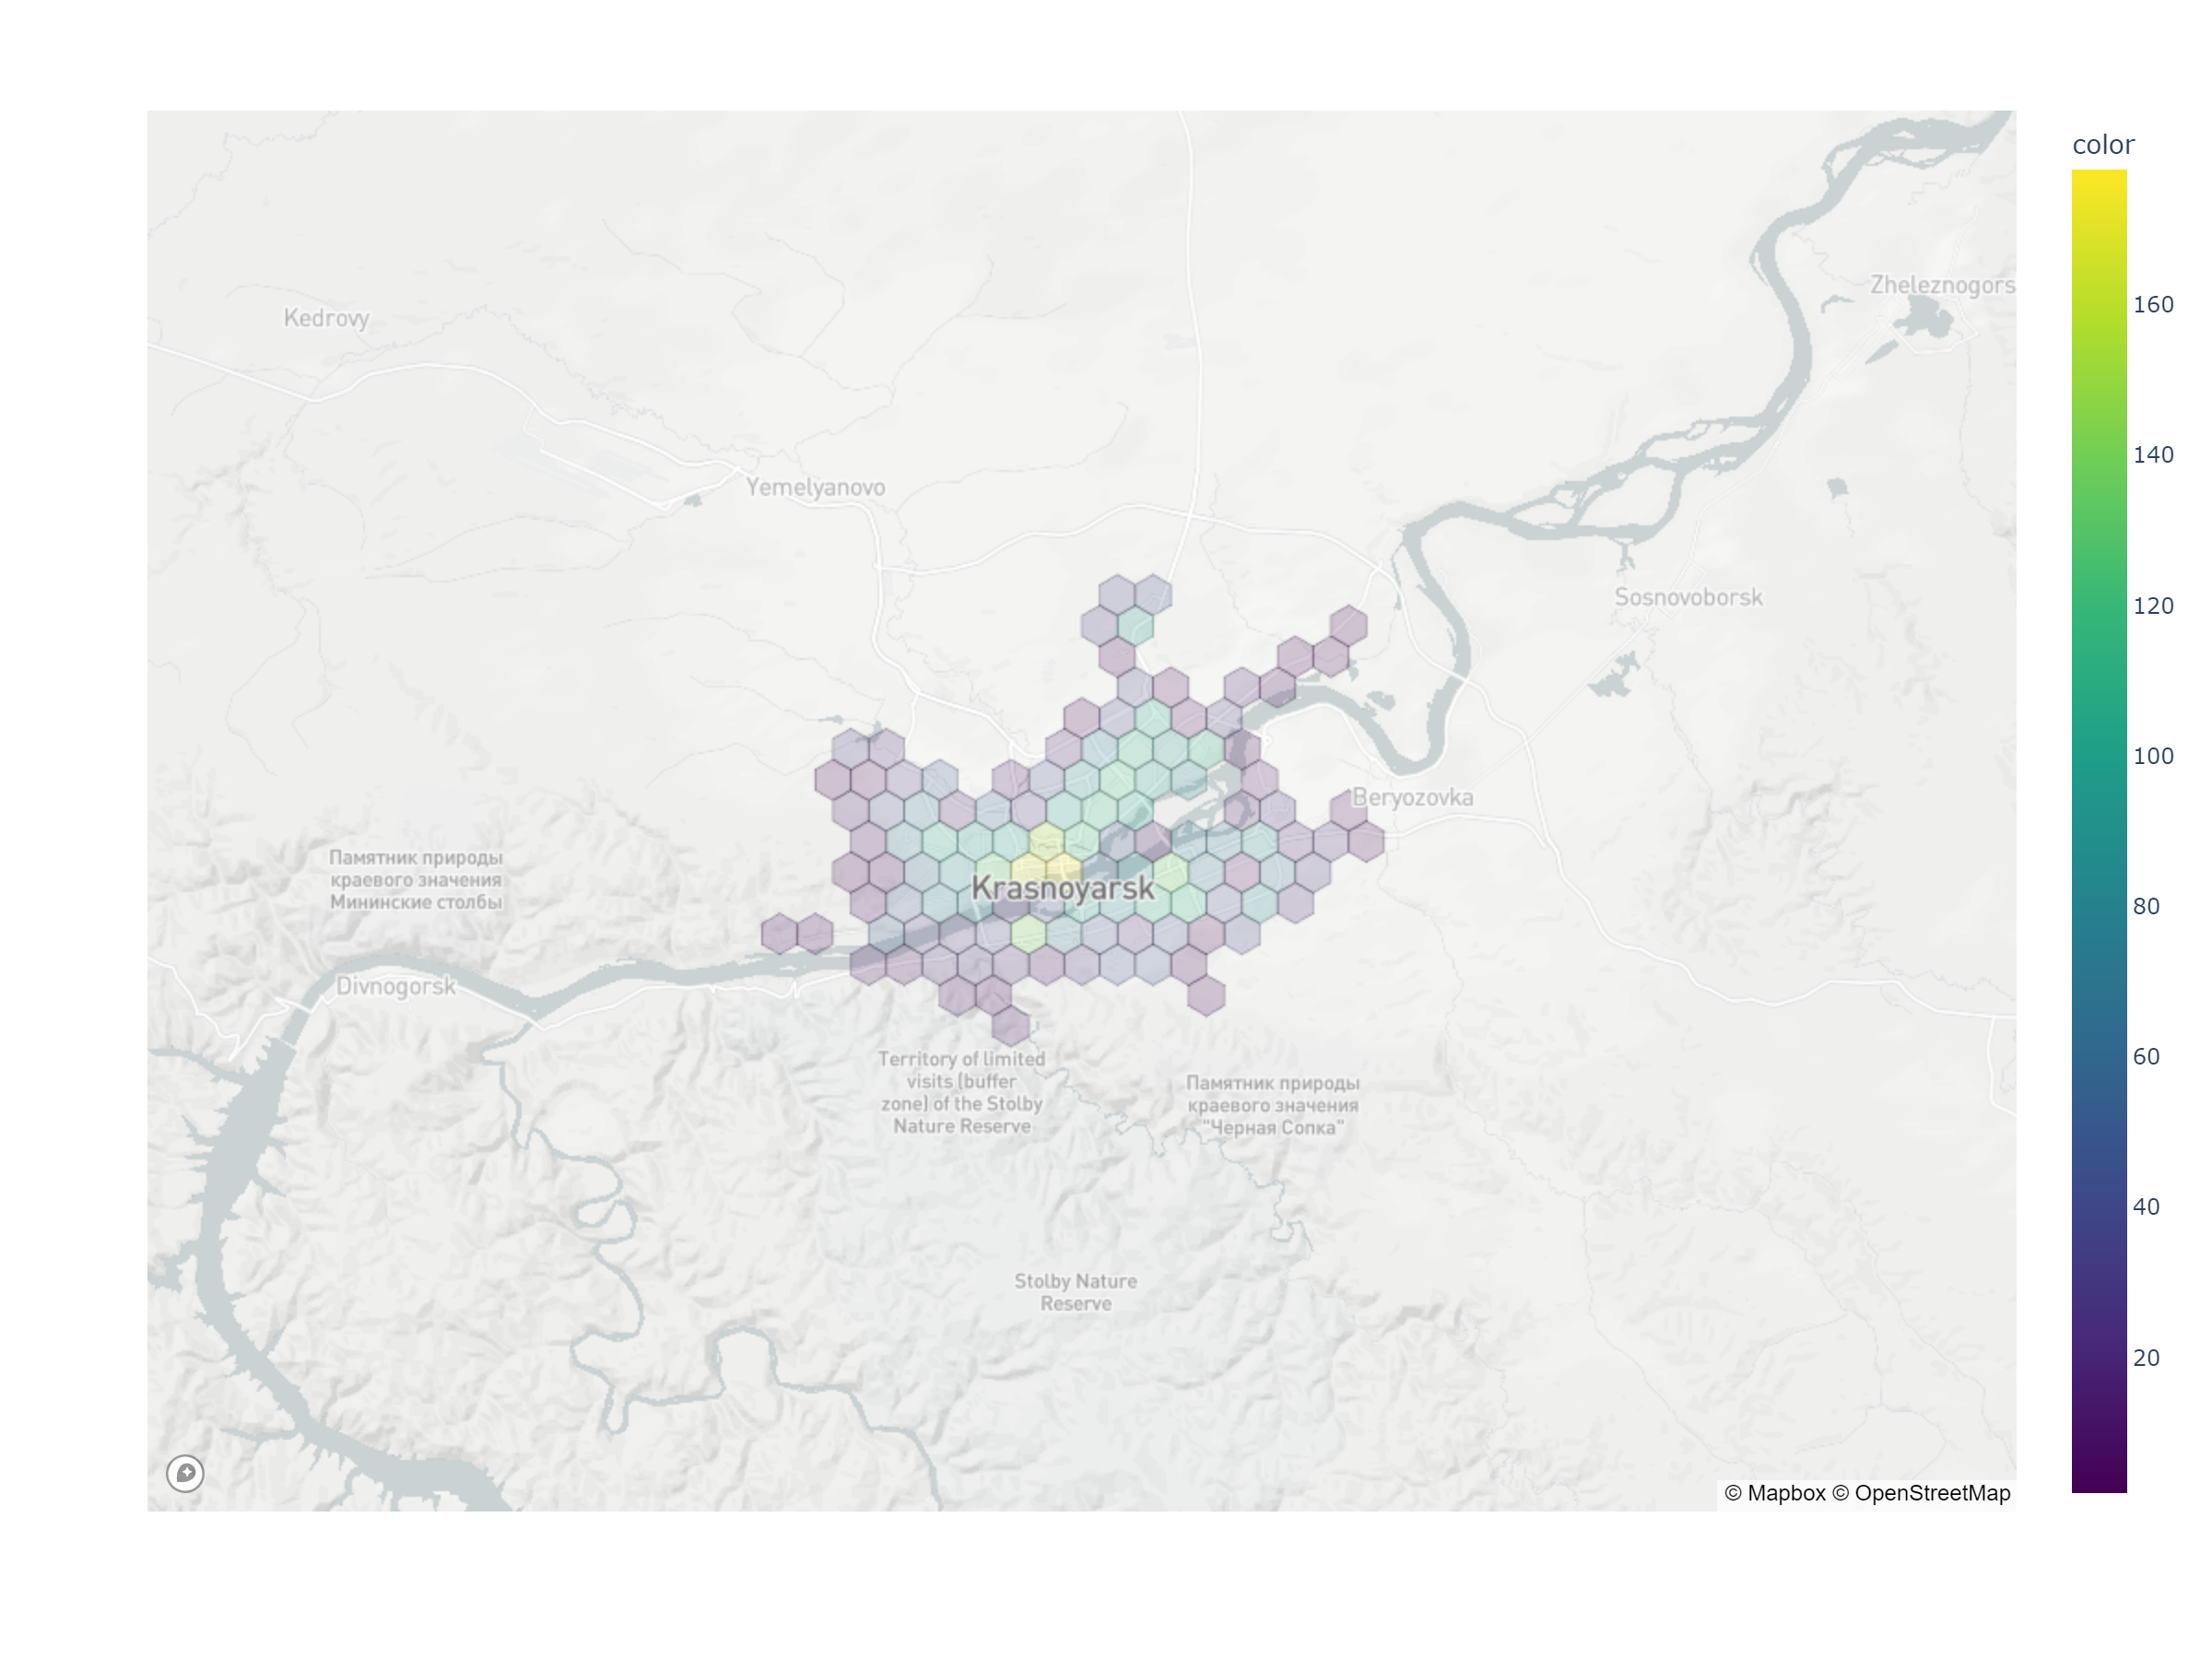 color
Zheleznogors
160
Kedrovy
140
Yemelyanovo
120
Sosnovoborsk
100
Beryozovka
Памятник природы
краевого значения
Мининские столбы
Krasnoyarsk
80
Divnogorsk
60
Territory of limited
visits (buffer
zone) of the Stolby
Nature Reserve
Памятник природы
краевого значения
"Черная Сопка"
40
Stolby Nature
Reserve
20
© Mapbox © OpenStreetMap